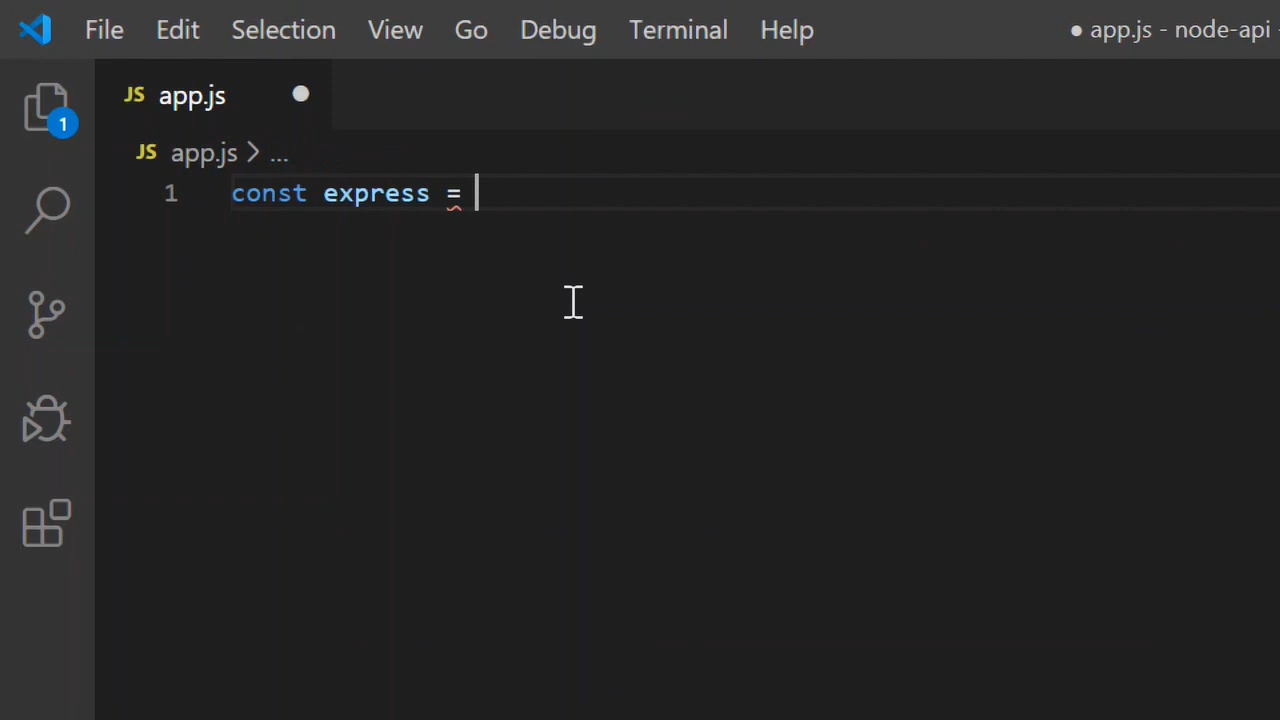 File Edit Selection View Go Debug Terminal Help ● app.js - node-api -
JS app.js ●
1
JS app.js > ...
1 const express =